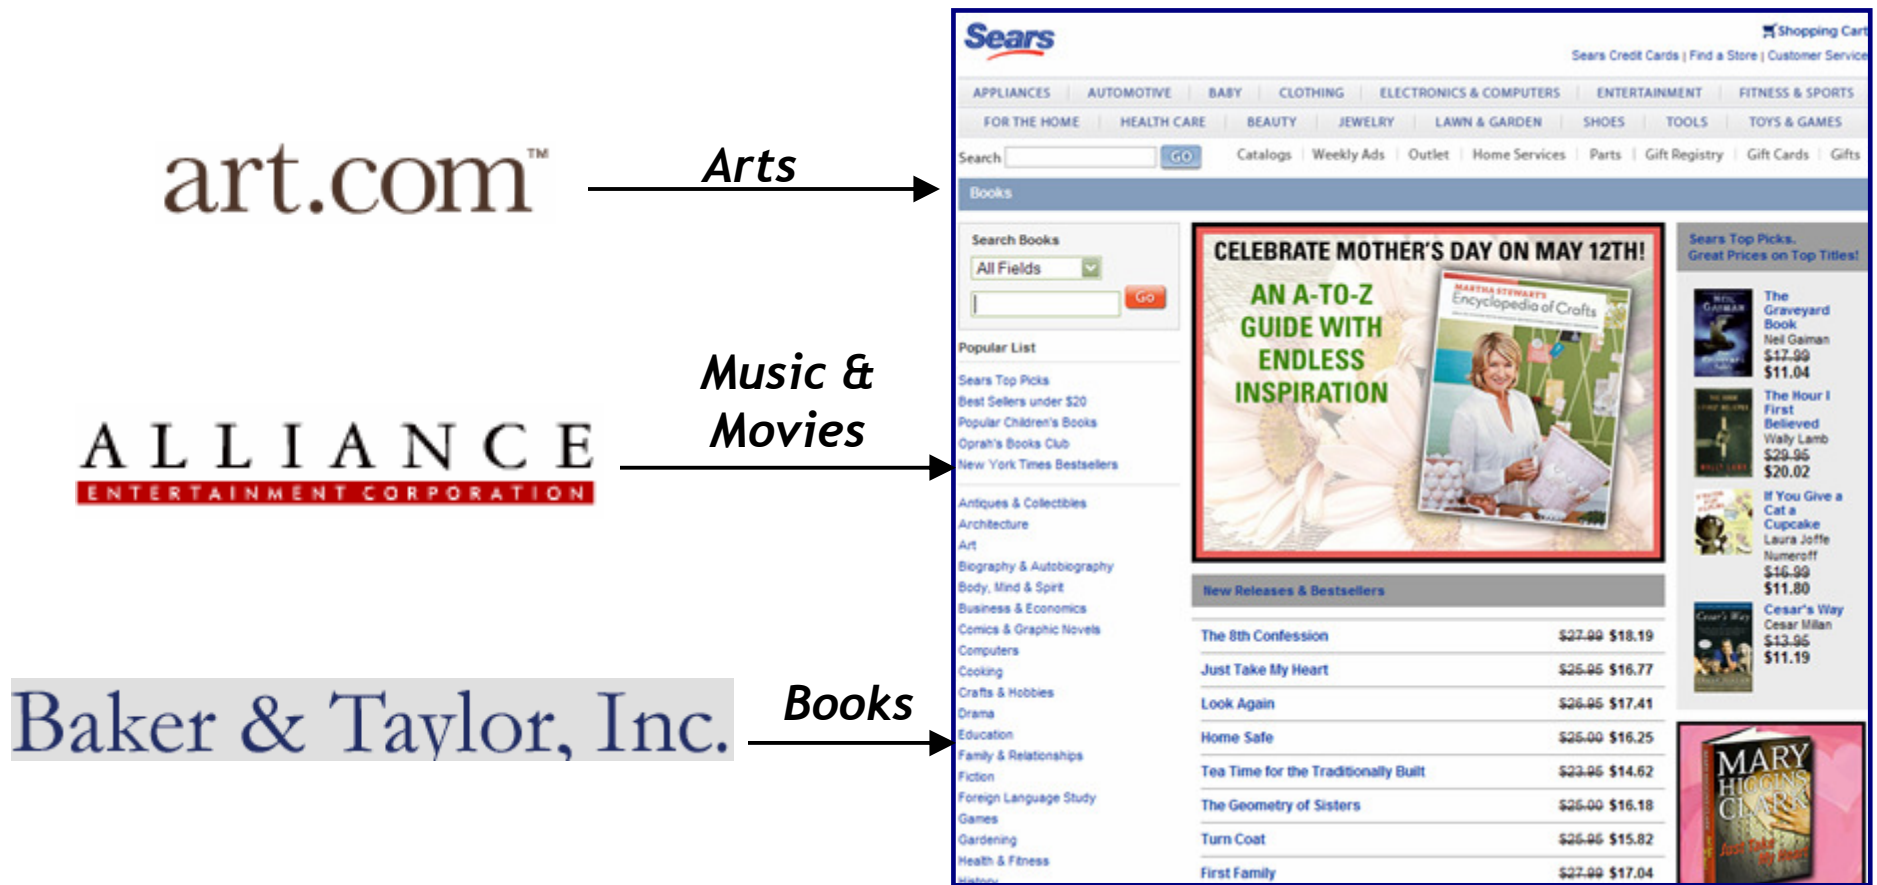 art.com™
Arts
ALLIANCE
ENTERTAINMENT CORPORATION
Music &
Movies
Baker & Taylor, Inc.
Books
Sears
Shopping Cart
Sears Credit Cards | Find a Store | Customer Service
APPLIANCES | AUTOMOTIVE | BABY | CLOTHING | ELECTRONICS & COMPUTERS | ENTERTAINMENT | FITNESS & SPORTS
FOR THE HOME | HEALTH CARE | BEAUTY | JEWELRY | LAWN & GARDEN | SHOES | TOOLS | TOYS & GAMES
Search GO Catalogs | Weekly Ads | Outlet | Home Services | Parts | Gift Registry | Gift Cards | Gifts
Books
Search Books
All Fields
Go
Popular List
Sears Top Picks
Best Sellers under $20
Popular Children's Books
Oprah's Books Club
New York Times Bestsellers
Antiques & Collectibles
Architecture
Art
Biography & Autobiography
Body, Mind & Spirit
Business & Economics
Comics & Graphic Novels
Computers
Cooking
Crafts & Hobbies
Drama
Education
Family & Relationships
Fiction
Foreign Language Study
Games
Gardening
Health & Fitness
History
CELEBRATE MOTHER'S DAY ON MAY 12TH!
AN A-TO-Z
GUIDE WITH
ENDLESS
INSPIRATION
MARTHA STEWART'S
Encyclopedia of Crafts
New Releases & Bestsellers
The 8th Confession $27.99 $18.19
Just Take My Heart $25.95 $16.77
Look Again $26.95 $17.41
Home Safe $25.00 $16.25
Tea Time for the Traditionally Built $23.95 $14.62
The Geometry of Sisters $25.00 $16.18
Turn Coat $25.95 $15.82
First Family $27.99 $17.04
Sears Top Picks.
Great Prices on Top Titles!
NEIL
GAIMAN
The
Graveyard
Book
Neil Gaiman
$17.99
$11.04
The Hour I
First
Believed
Wally Lamb
$29.95
$20.02
WALLY LAMB
If You Give a
Cat a
Cupcake
Laura Joffe
Numeroff
$16.99
$11.80
Cesar's Way
Cesar's Way
Cesar Millan
$13.95
$11.19
MARY
HIGGINS
CLARK
Just Take
My Heart